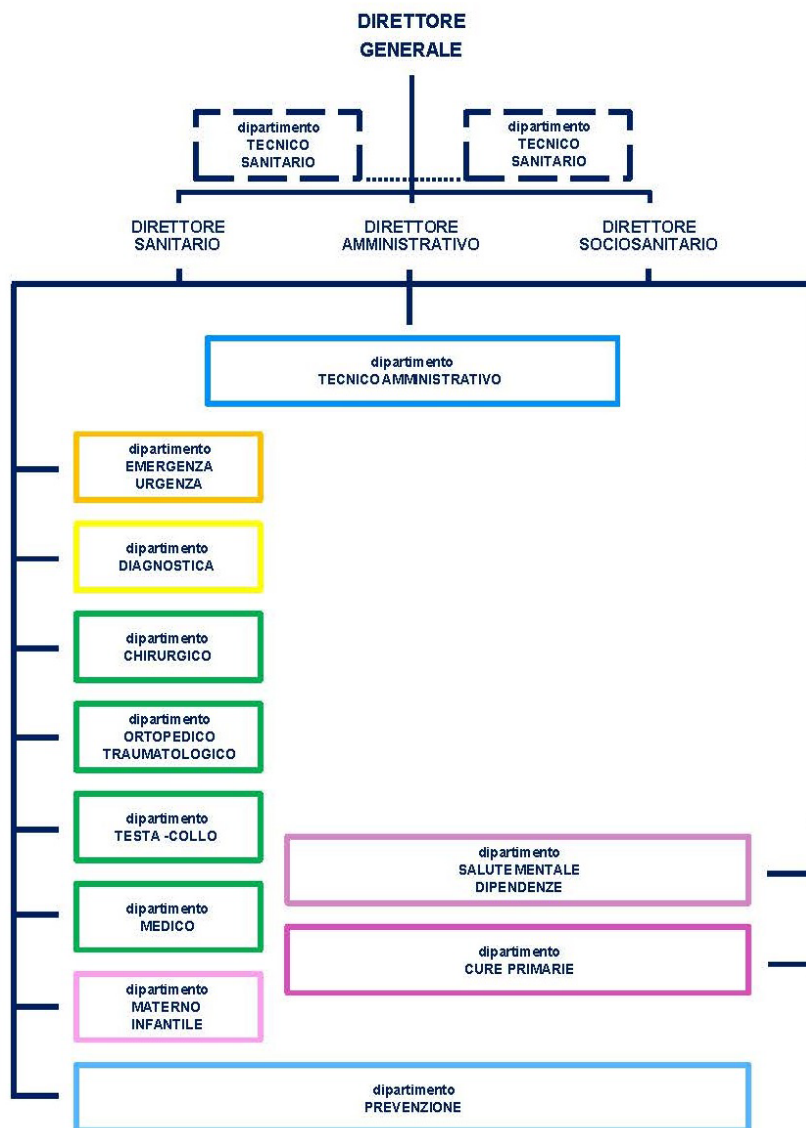 DIRETTORE
GENERALE
dipartimento
TECNICO
SANITARIO
dipartimento
TECNICO
SANITARIO
DIRETTORE
SANITARIO
DIRETTORE
AMMINISTRATIVO
DIRETTORE
SOCIOSANITARIO
dipartimento
TECNICO AMMINISTRATIVO
dipartimento
EMERGENZA
URGENZA
dipartimento
DIAGNOSTICA
dipartimento
CHIRURGICO
dipartimento
ORTOPEDICO
TRAUMATOLOGICO
dipartimento
TESTA -COLLO
dipartimento
SALUTE MENTALE
DIPENDENZE
dipartimento
MEDICO
dipartimento
CURE PRIMARIE
dipartimento
MATERNO
INFANTILE
dipartimento
PREVENZIONE